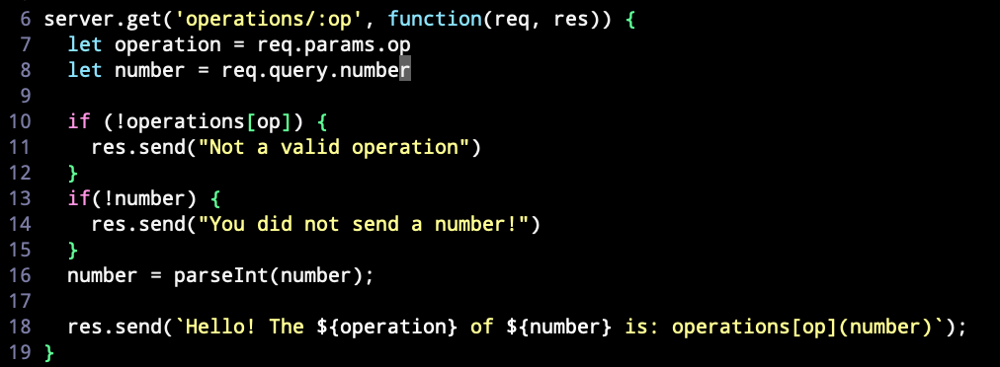 6 server.get('operations/:op', function(req, res)) {
7   let operation = req.params.op
8   let number = req.query.number
9
10   if (!operations[op]) {
11     res.send("Not a valid operation")
12   }
13   if(!number) {
14     res.send("You did not send a number!")
15   }
16   number = parseInt(number);
17
18   res.send(`Hello! The ${operation} of ${number} is: operations[op](number)`);
19 }